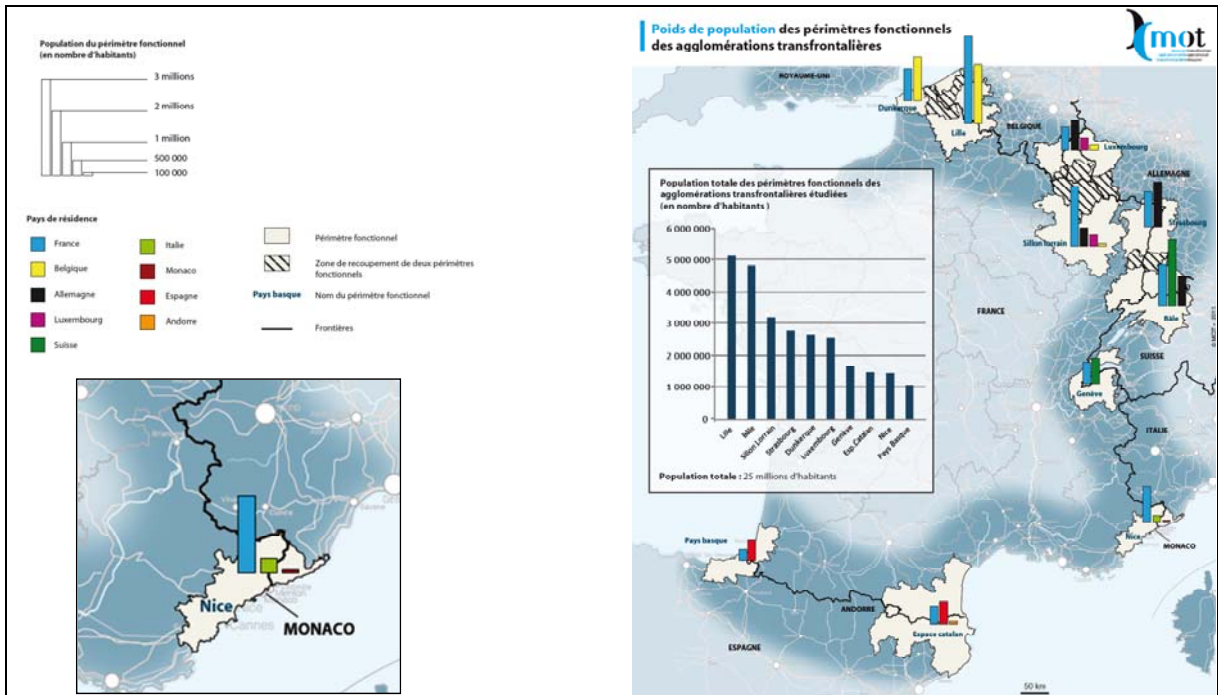 Population du périmètre fonctionnel
(en nombre d'habitants)
3 millions
2 millions
1 million
500 000
100 000
Pays de résidence
France
Belgique
Allemagne
Luxembourg
Suisse
Italie
Monaco
Espagne
Andorre
Périmètre fonctionnel
Zone de recoupement de deux périmètres
fonctionnels
Pays basque
Nom du périmètre fonctionnel
Frontières
Nice
Nice
Cannes
MONACO
Poids de population des périmètres fonctionnels
des agglomérations transfrontalières
mot
ROYAUME-UNI
Dunkerque
Lille
BELGIQUE
Luxembourg
ALLEMAGNE
Strasbourg
Sillon lorrain
Bâle
FRANCE
SUISSE
Genève
ITALIE
Nice
MONACO
Pays basque
ANDORRE
Espace catalan
ESPAGNE
50 km
© MOT - 2011
Population totale des périmètres fonctionnels des
agglomérations transfrontalières étudiées
(en nombre d'habitants )
6 000 000
5 000 000
4 000 000
3 000 000
2 000 000
1 000 000
0
Lille
Bâle
Sillon Lorrain
Strasbourg
Dunkerque
Luxembourg
Genève
Esp.Catalan
Nice
Pays Basque
Population totale : 25 millions d'habitants